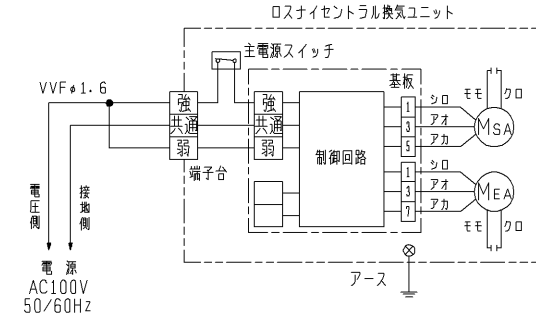 ロスナイセントラル換気ユニット
主電源スイッチ
VVFφ1.6
基板
強
強
共通
共通
弱
弱
端子台
制御回路
1
3
5
シロ
アオ
アカ
モモ
クロ
MSA
1
3
7
シロ
アオ
アカ
MEA
モモ
クロ
電圧側
接地側
電源
AC100V
50/60Hz
アース